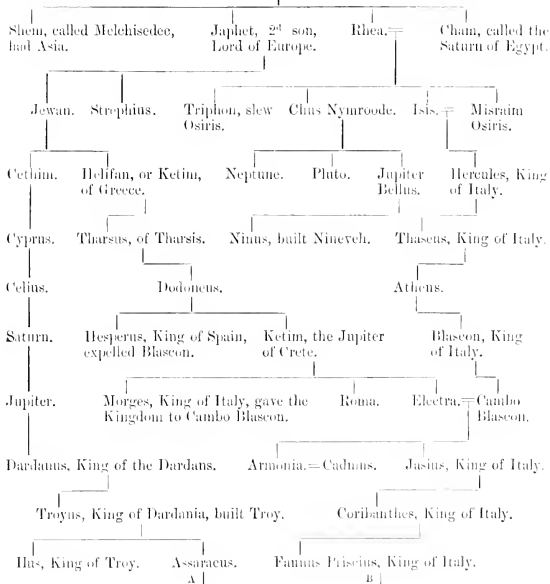 Shem, called Melchisedec, had Asia.
Japhet, 2ᵈ son, Lord of Europe.
Rhea.
Cham, called the Saturn of Egypt.
Jewan.
Strephius.
Triphon, slew Osiris.
Chus Nymroode.
Isis.
Misraim Osiris.
Cethim.
Helifan, or Ketim, of Greece.
Neptune.
Pluto.
Jupiter Bellus.
Hercules, King of Italy.
Cyprus.
Tharsus, of Tharsis.
Ninus, built Nineveh.
Thaseus, King of Italy.
Celius.
Dodoneus.
Athens.
Saturn.
Hesperus, King of Spain, expelled Blascon.
Ketim, the Jupiter of Crete.
Blascon, King of Italy.
Jupiter.
Morges, King of Italy, gave the Kingdom to Cambo Blascon.
Roma.
Electra.=Cambo Blascon.
Dardanus, King of the Dardans.
Armonia.=Cadmus.
Jasius, King of Italy.
Troyus, King of Dardania, built Troy.
Coribanthes, King of Italy.
Ilus, King of Troy.
Assaracus.
Faunus Priscius, King of Italy.
A
B